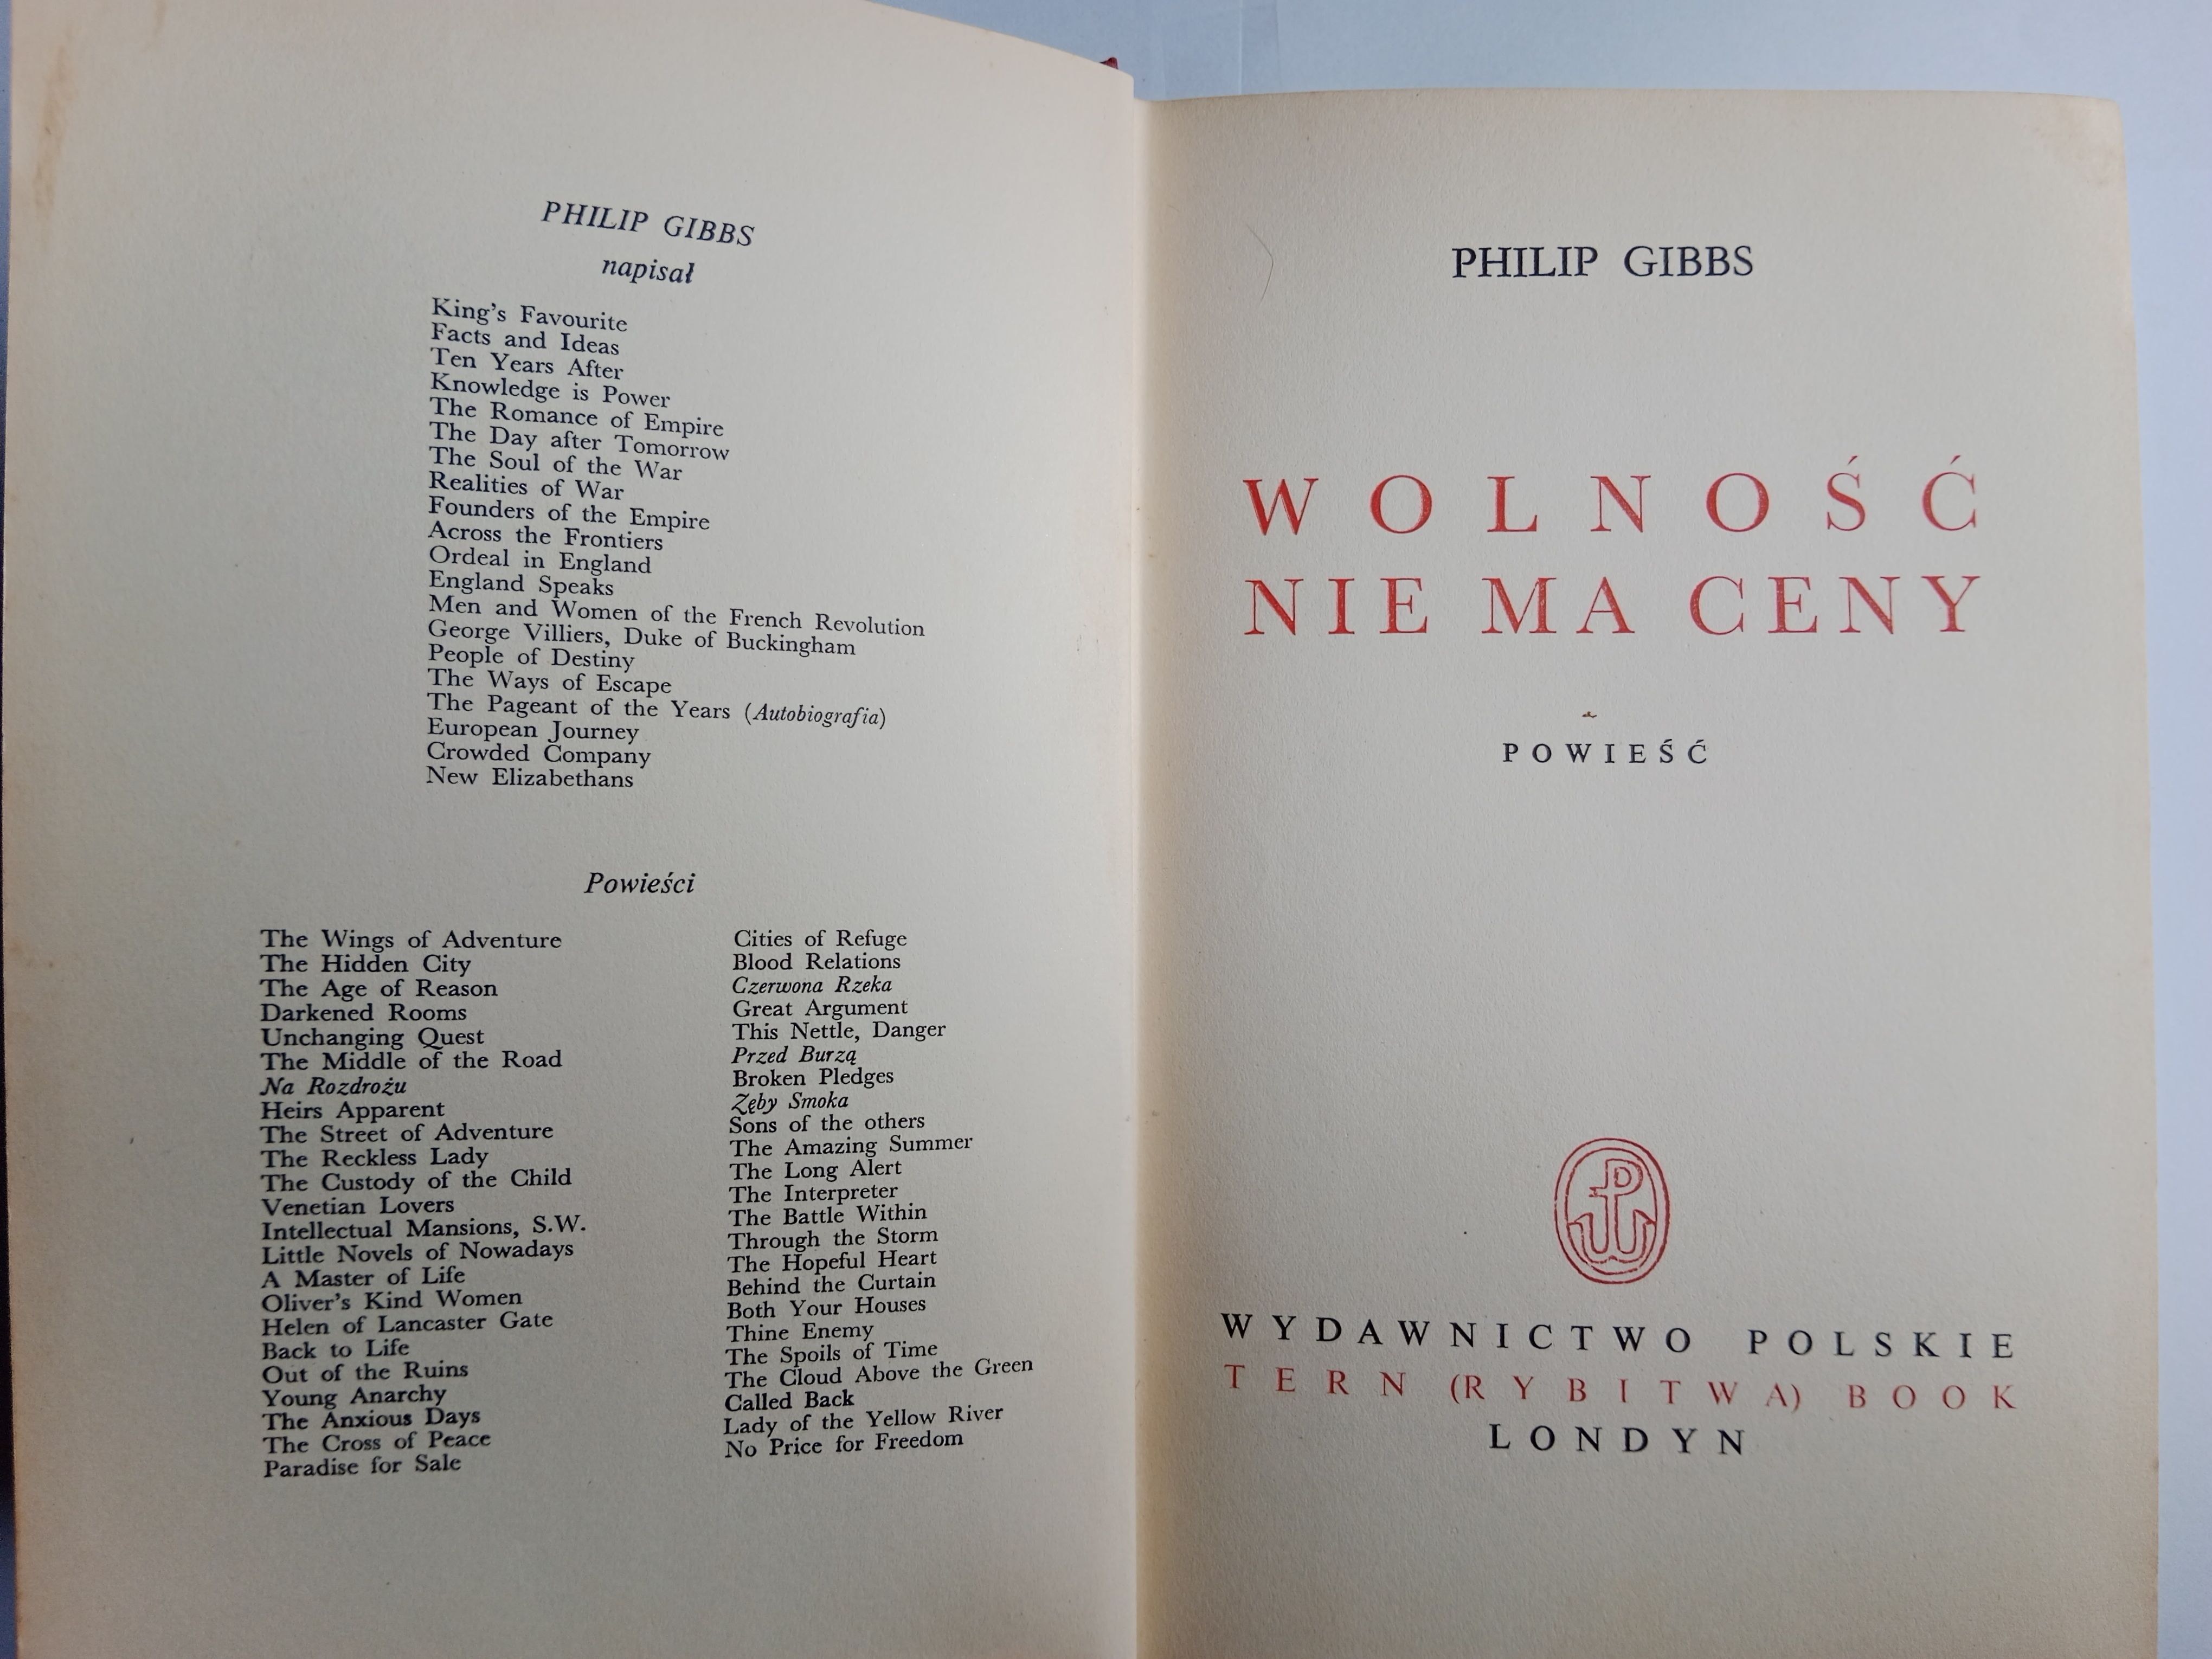 PHILIP GIBBS
napisał
King's Favourite
Facts and Ideas
Ten Years After
Knowledge is Power
The Romance of Empire
The Day after Tomorrow
The Soul of the War
Realities of War
Founders of the Empire
Across the Frontiers
Ordeal in England
England Speaks
Men and Women of the French Revolution
George Villiers, Duke of Buckingham
People of Destiny
The Ways of Escape
The Pageant of the Years (Autobiografia)
European Journey
Crowded Company
New Elizabethans
Powieści
The Wings of Adventure
The Hidden City
The Age of Reason
Darkened Rooms
Unchanging Quest
The Middle of the Road
Na Rozdrożu
Heirs Apparent
The Street of Adventure
The Reckless Lady
The Custody of the Child
Venetian Lovers
Intellectual Mansions, S.W.
Little Novels of Nowadays
A Master of Life
Oliver's Kind Women
Helen of Lancaster Gate
Back to Life
Out of the Ruins
Young Anarchy
The Anxious Days
The Cross of Peace
Paradise for Sale
Cities of Refuge
Blood Relations
Czerwona Rzeka
Great Argument
This Nettle, Danger
Przed Burzą
Broken Pledges
Zęby Smoka
Sons of the others
The Amazing Summer
The Long Alert
The Interpreter
The Battle Within
Through the Storm
The Hopeful Heart
Behind the Curtain
Both Your Houses
Thine Enemy
The Spoils of Time
The Cloud Above the Green
Called Back
Lady of the Yellow River
No Price for Freedom
PHILIP GIBBS
WOLNOŚĆ
NIE MA CENY
POWIEŚĆ
PW
WYDAWNICTWO POLSKIE
TERN (RYBITWA) BOOK
LONDYN